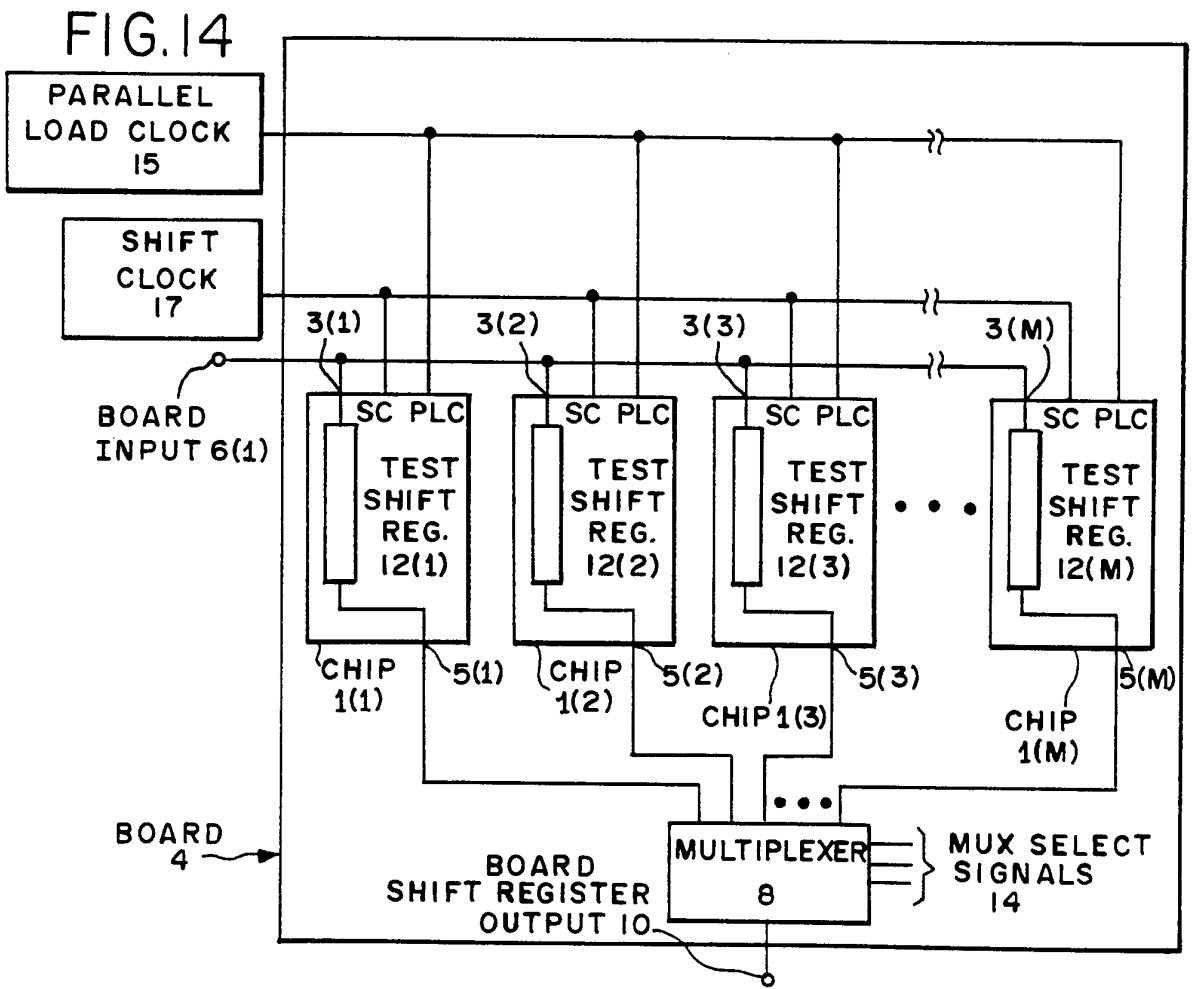 FIG.14
PARALLEL
LOAD CLOCK
15
SHIFT
CLOCK
17
3(1)
3(2)
3(3)
3(M)
BOARD
INPUT 6(1)
SC PLC
TEST
SHIFT
REG.
12(1)
SC PLC
TEST
SHIFT
REG.
12(2)
SC PLC
TEST
SHIFT
REG.
12(3)
SC PLC
TEST
SHIFT
REG.
12(M)
CHIP
1(1)
5(1)
CHIP
1(2)
5(2)
CHIP 1(3)
5(3)
CHIP
1(M)
5(M)
BOARD
4
MULTIPLEXER
8
MUX SELECT
SIGNALS
14
BOARD
SHIFT REGISTER
OUTPUT 10